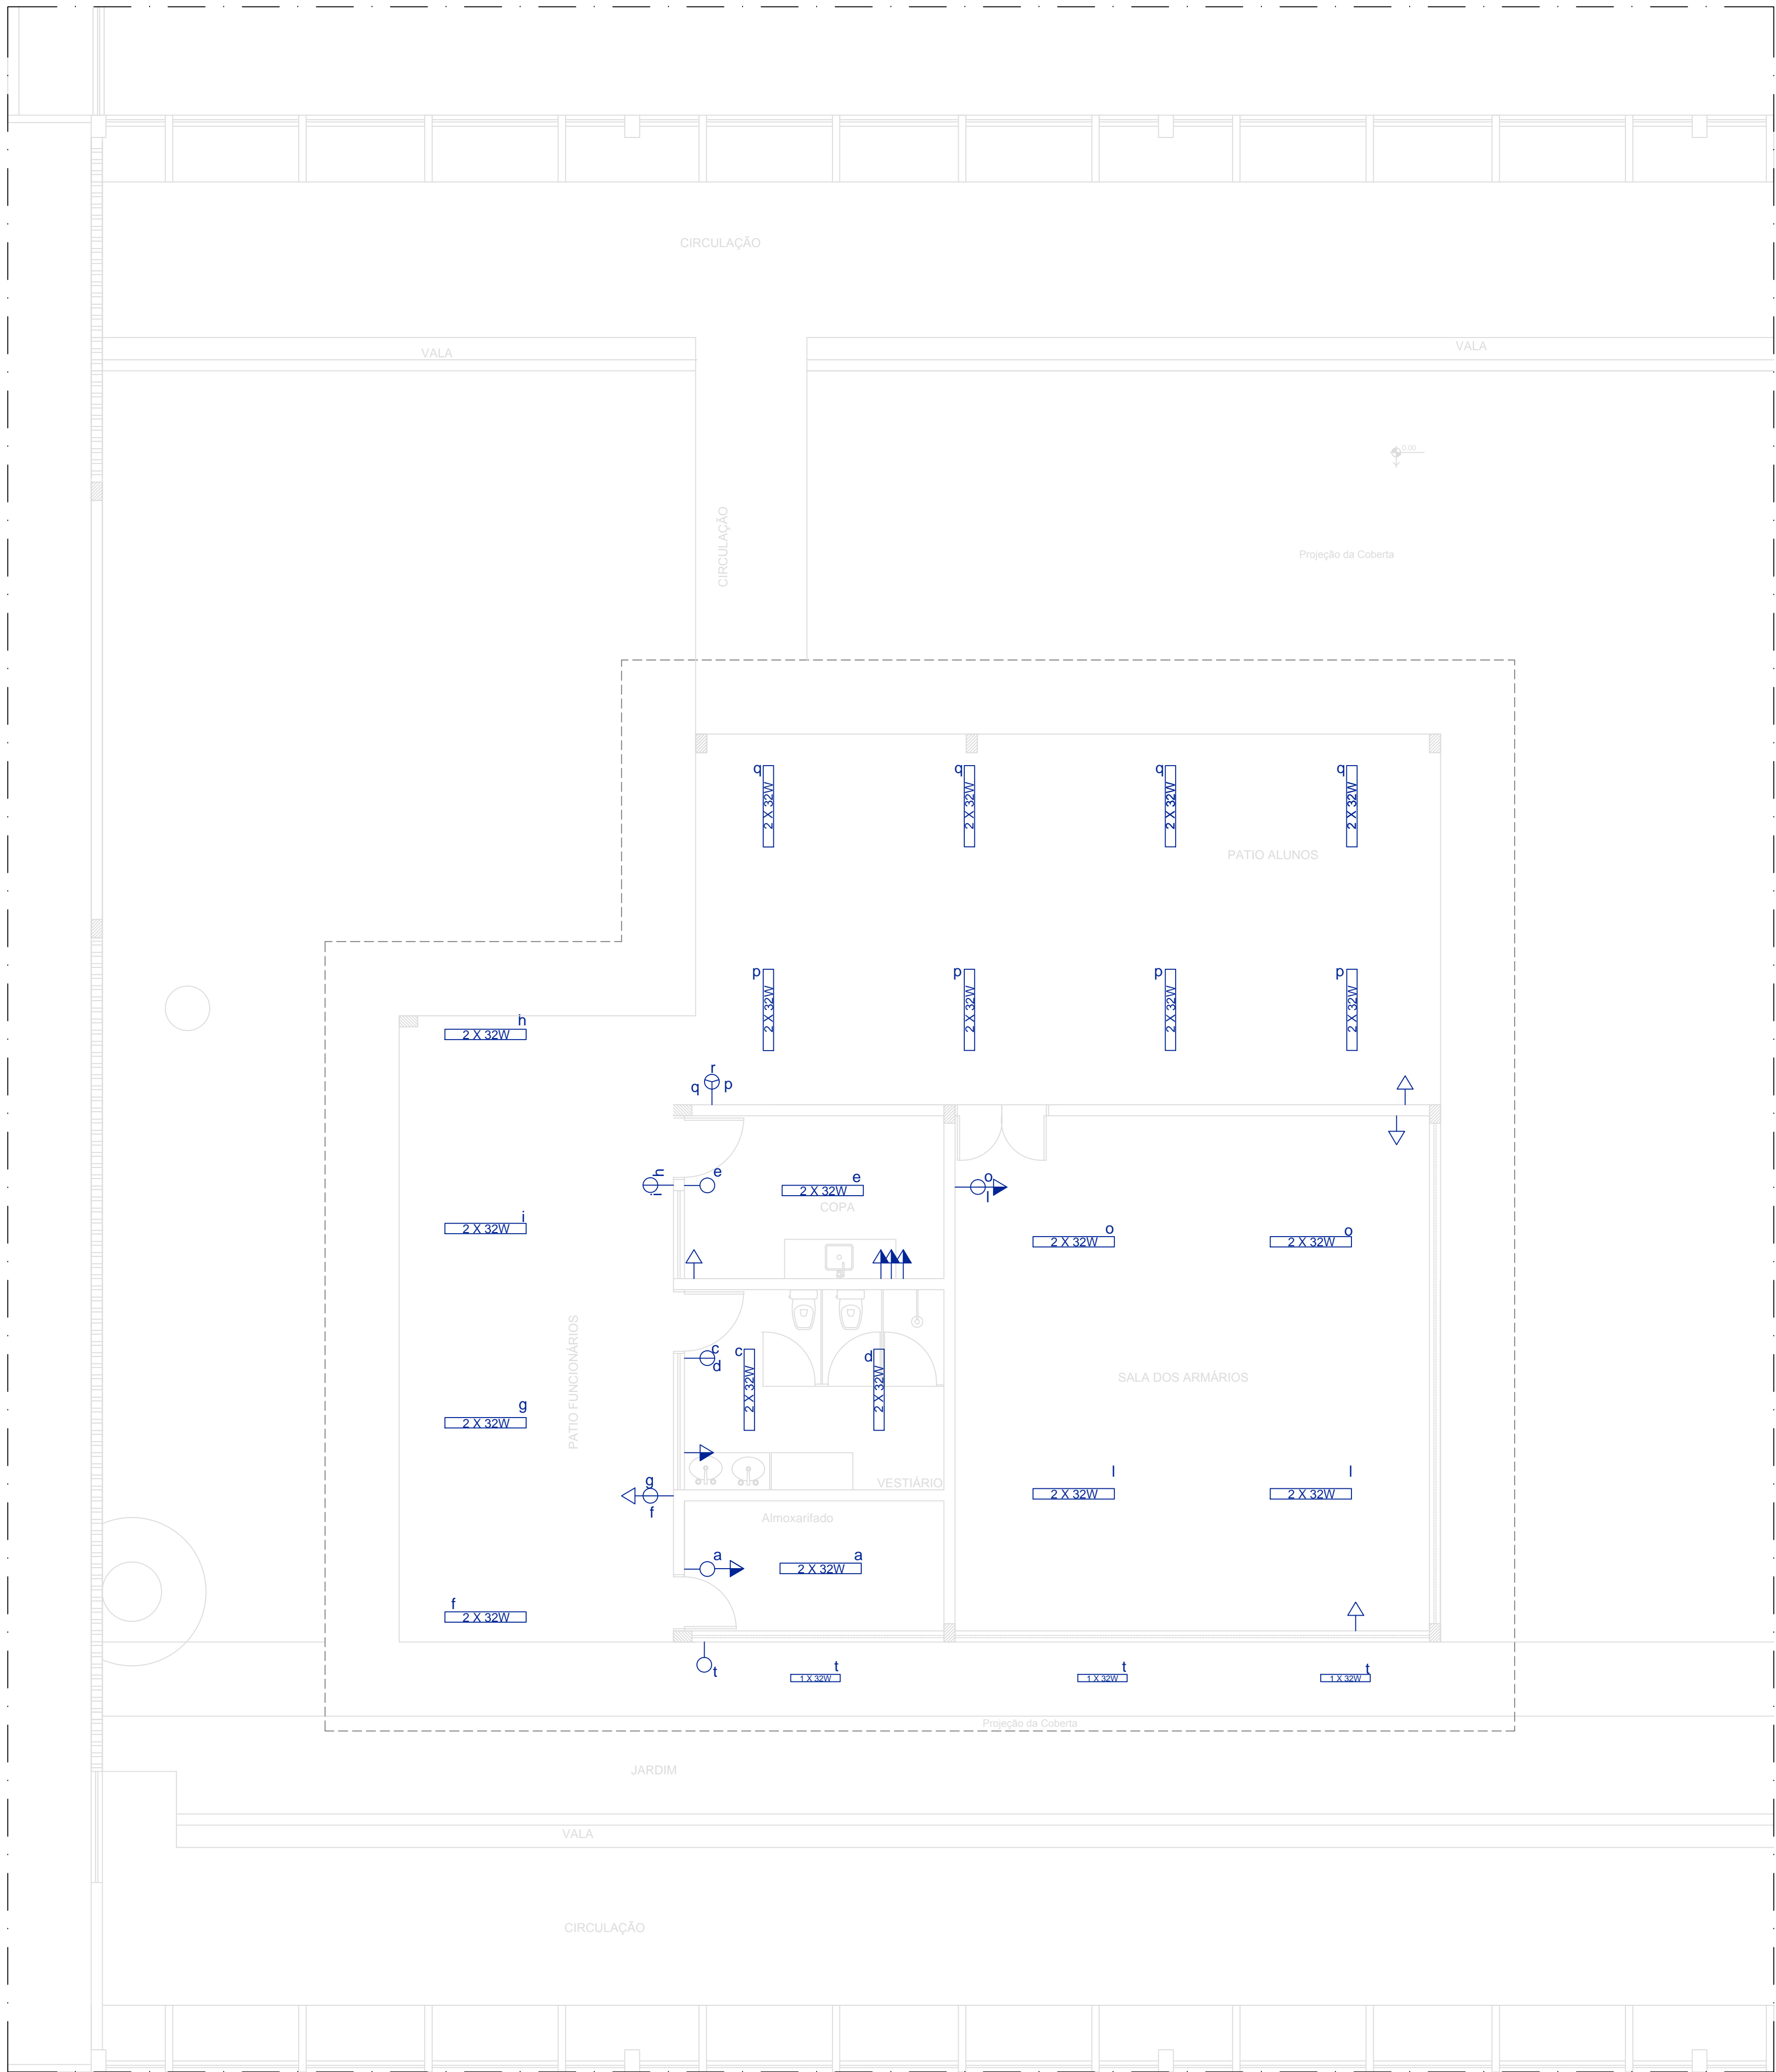 CIRCULAÇÃO
VALA
VALA
0.00
CIRCULAÇÃO
Projeção da Coberta
q
q
q
q
2 X 32W
2 X 32W
2 X 32W
2 X 32W
PATIO ALUNOS
p
p
p
p
2 X 32W
2 X 32W
2 X 32W
2 X 32W
h
2 X 32W
r
q
p
h
i
e
e
2 X 32W
COPA
o
l
i
2 X 32W
o
2 X 32W
o
2 X 32W
PATIO FUNCIONÁRIOS
c
d
c
2 X 32W
d
2 X 32W
SALA DOS ARMÁRIOS
g
2 X 32W
VESTIÁRIO
g
f
l
2 X 32W
l
2 X 32W
Almoxarifado
a
a
2 X 32W
f
2 X 32W
t
t
1 X 32W
t
1 X 32W
t
1 X 32W
Projeção da Coberta
JARDIM
VALA
CIRCULAÇÃO